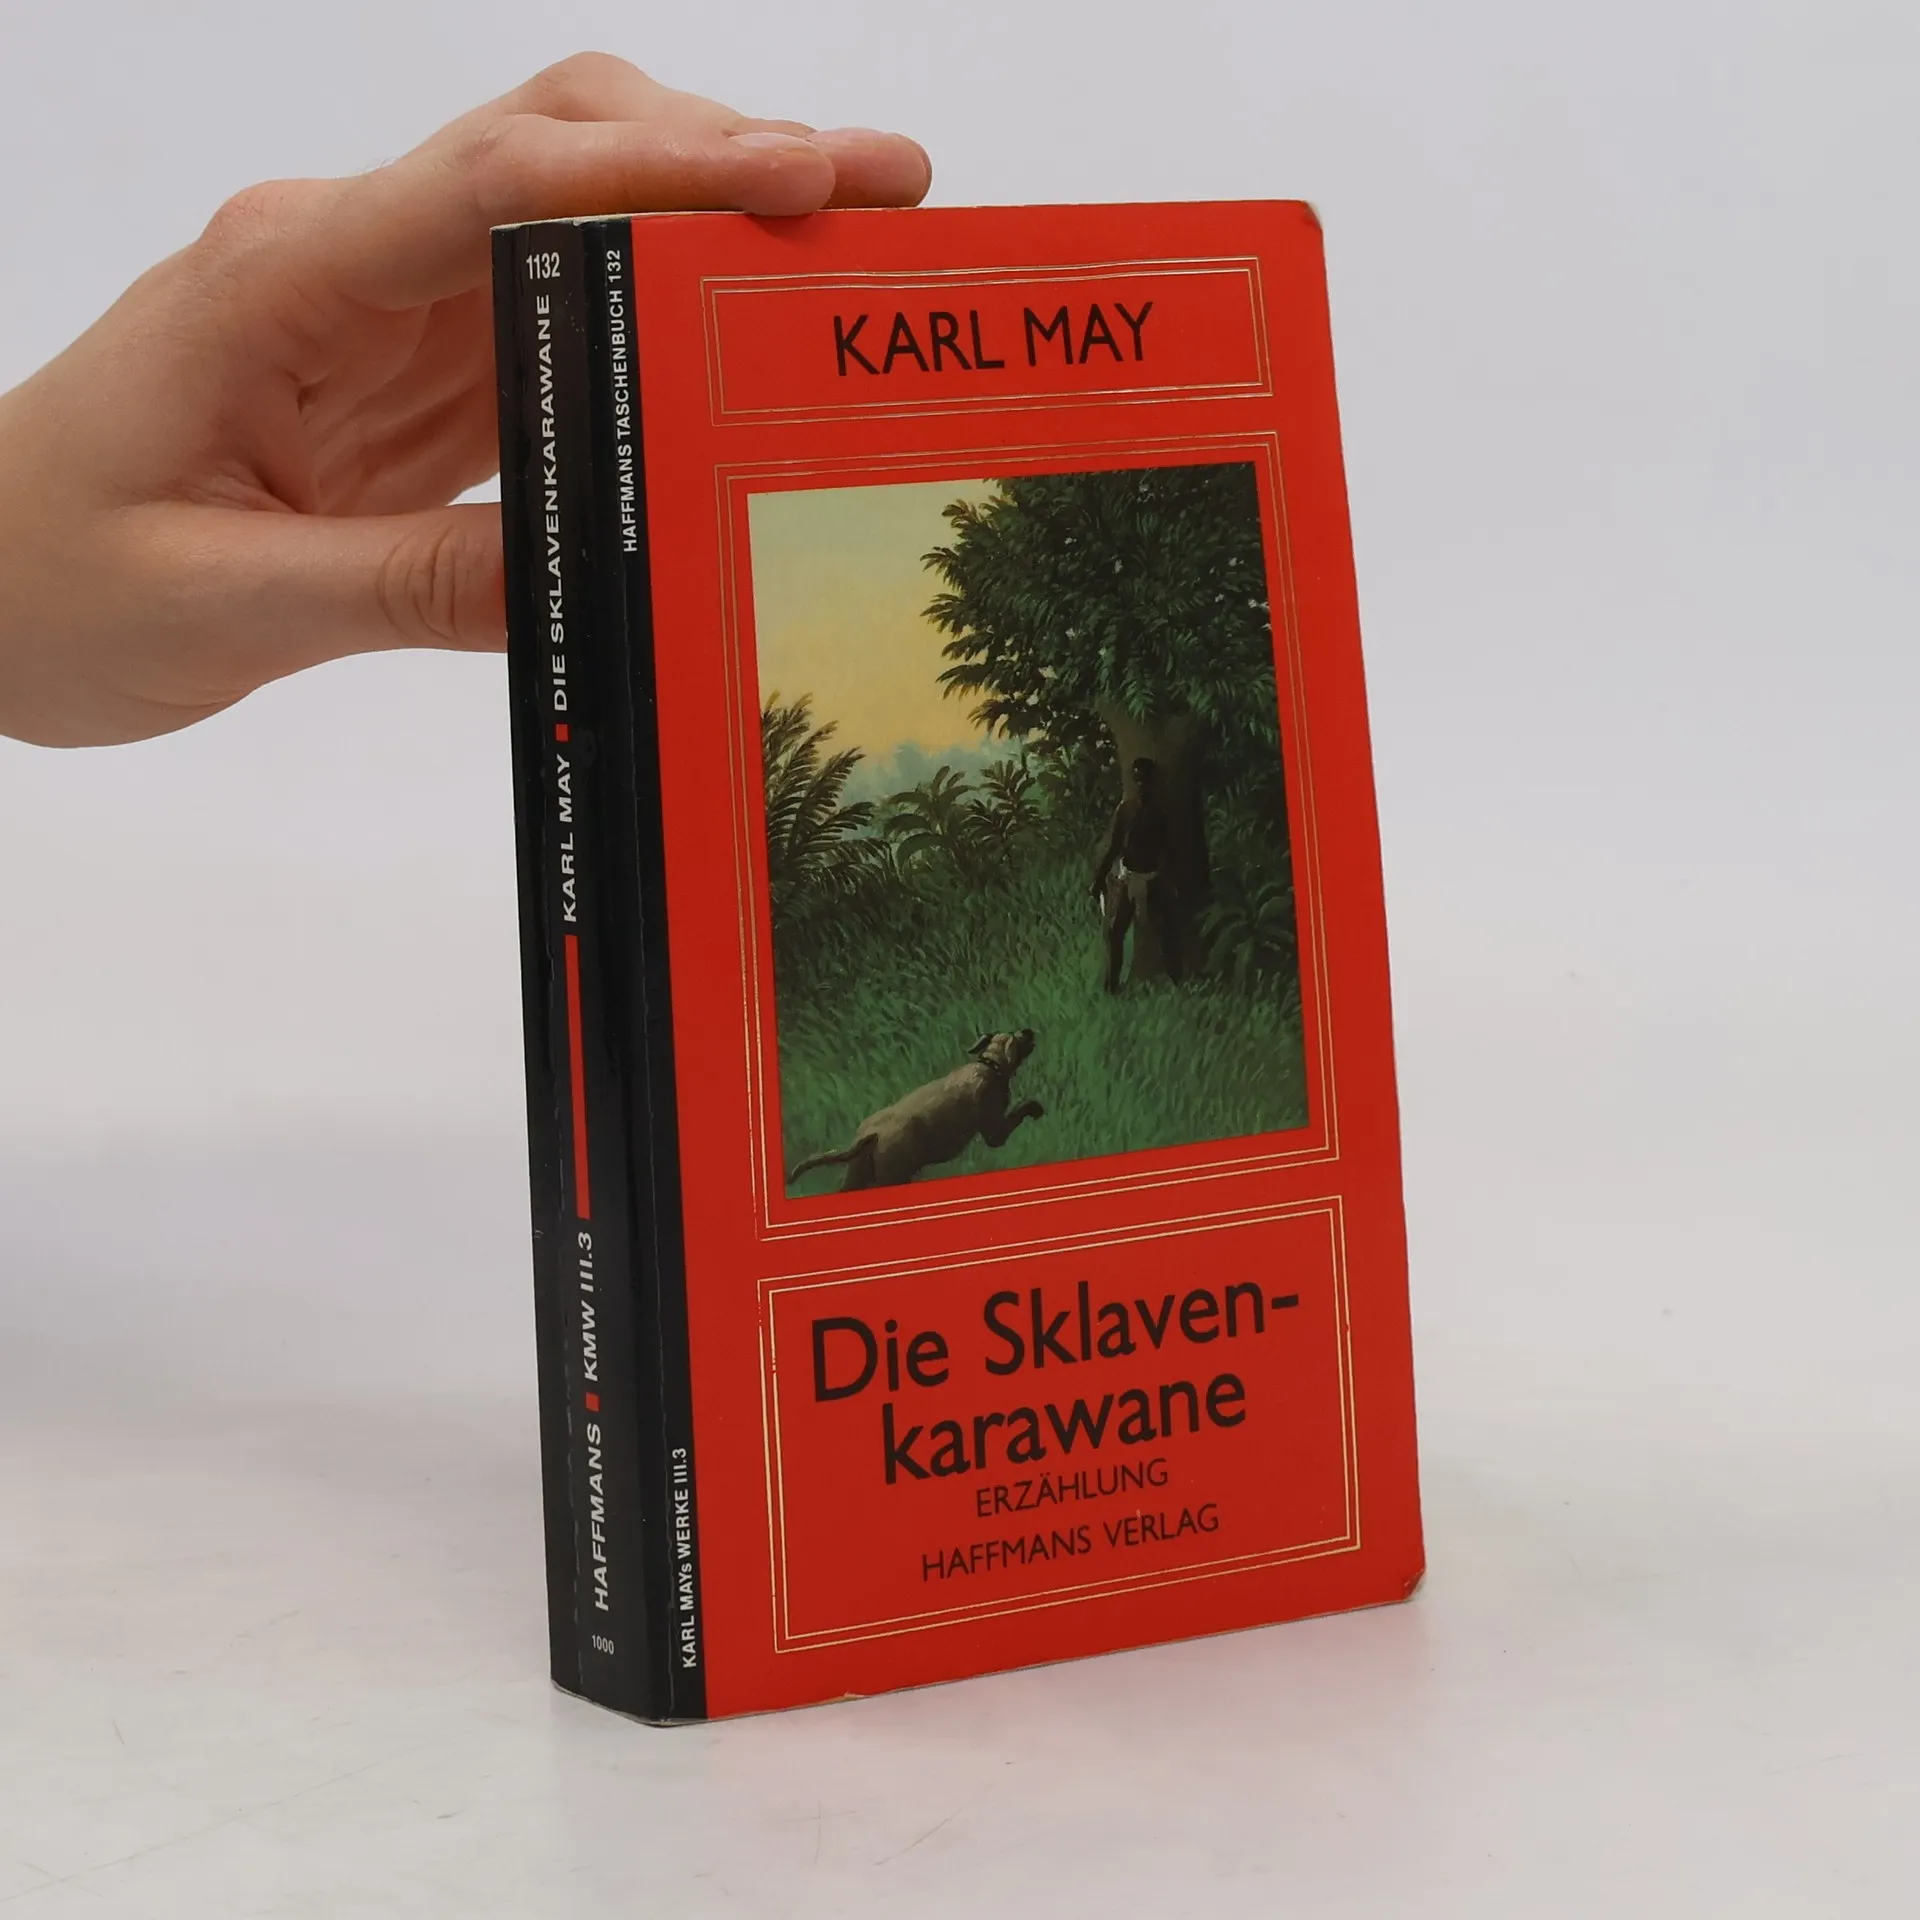 1132
KARL MAY ■ DIE SKLAVENKARAWANE
HAFFMANS ■ KMW III.3
1000
HAFFMANS TASCHENBUCH 132
KARL MAYs WERKE III.3
KARL MAY
Die Sklaven-
karawane
ERZÄHLUNG
HAFFMANS VERLAG